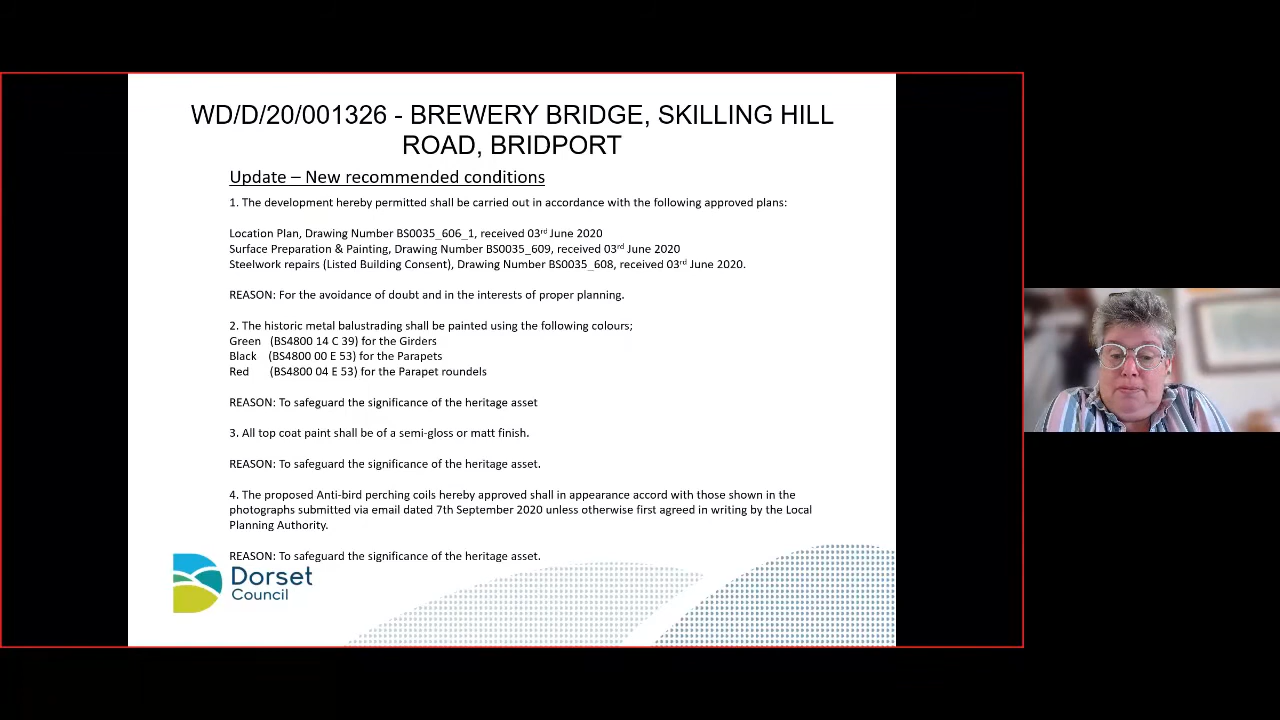 WD/D/20/001326 - BREWERY BRIDGE, SKILLING HILL
ROAD, BRIDPORT
Update – New recommended conditions
1. The development hereby permitted shall be carried out in accordance with the following approved plans:
Location Plan, Drawing Number BS0035_606_1, received 03rd June 2020
Surface Preparation & Painting, Drawing Number BS0035_609, received 03rd June 2020
Steelwork repairs (Listed Building Consent), Drawing Number BS0035_608, received 03rd June 2020.
REASON: For the avoidance of doubt and in the interests of proper planning.
2. The historic metal balustrading shall be painted using the following colours;
Green (BS4800 14 C 39) for the Girders
Black (BS4800 00 E 53) for the Parapets
Red (BS4800 04 E 53) for the Parapet roundels
REASON: To safeguard the significance of the heritage asset
3. All top coat paint shall be of a semi-gloss or matt finish.
REASON: To safeguard the significance of the heritage asset.
4. The proposed Anti-bird perching coils hereby approved shall in appearance accord with those shown in the
photographs submitted via email dated 7th September 2020 unless otherwise first agreed in writing by the Local
Planning Authority.
REASON: To safeguard the significance of the heritage asset.
Dorset
Council